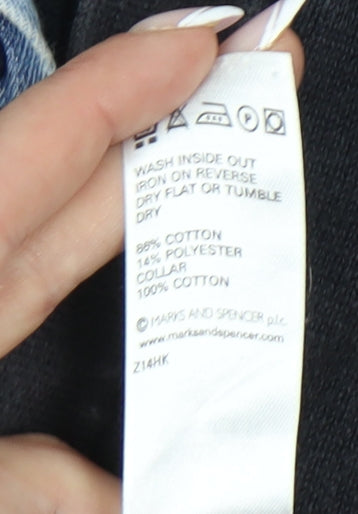 WASH INSIDE OUT
IRON ON REVERSE
DRY FLAT OR TUMBLE
DRY
86% COTTON
14% POLYESTER
COLLAR
100% COTTON
© MARKS AND SPENCER p.l.c.
www.marksandspencer.com
Z14HK